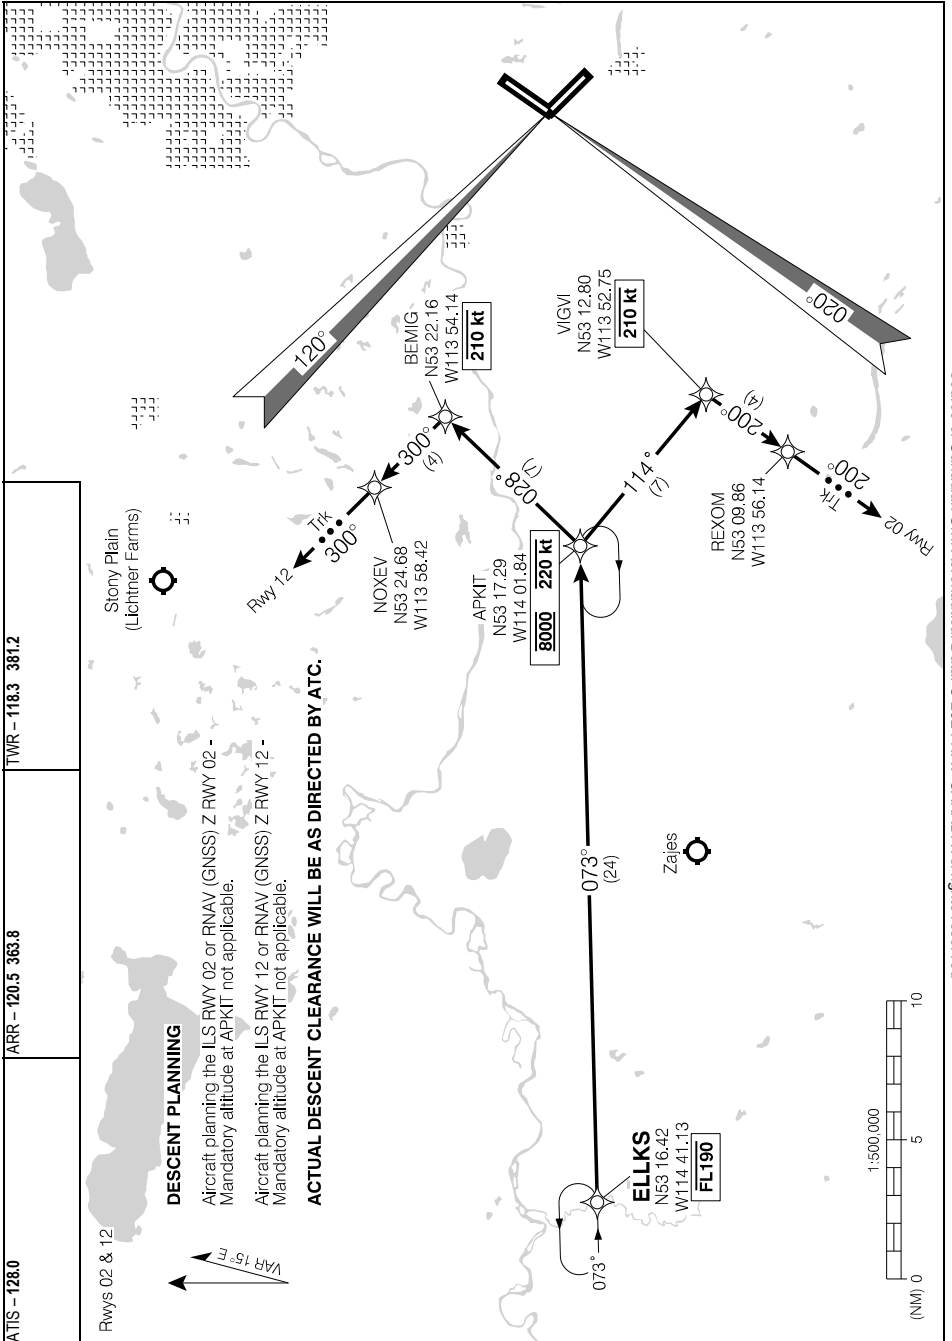 ATIS – 128.0
ARR – 120.5 363.8
TWR – 118.3 381.2
Rwys 02 & 12
VAR 15° E
DESCENT PLANNING
Aircraft planning the ILS RWY 02 or RNAV (GNSS) Z RWY 02 -
Mandatory altitude at APKIT not applicable.
Aircraft planning the ILS RWY 12 or RNAV (GNSS) Z RWY 12 -
Mandatory altitude at APKIT not applicable.
ACTUAL DESCENT CLEARANCE WILL BE AS DIRECTED BY ATC.
Stony Plain
(Lichtner Farms)
Rwy 12
Trk
300°
NOXEV
N53 24.68
W113 58.42
300°
(4)
BEMIG
N53 22.16
W113 54.14
210 kt
120°
028°
(7)
APKIT
N53 17.29
W114 01.84
8000 220 kt
114°
(7)
VIGVI
N53 12.80
W113 52.75
210 kt
200°
(4)
REXOM
N53 09.86
W113 56.14
Trk
200°
Rwy 02
020°
073°
(24)
Zajes
073°
ELLKS
N53 16.42
W114 41.13
FL190
1:500,000
(NM) 0
5
10